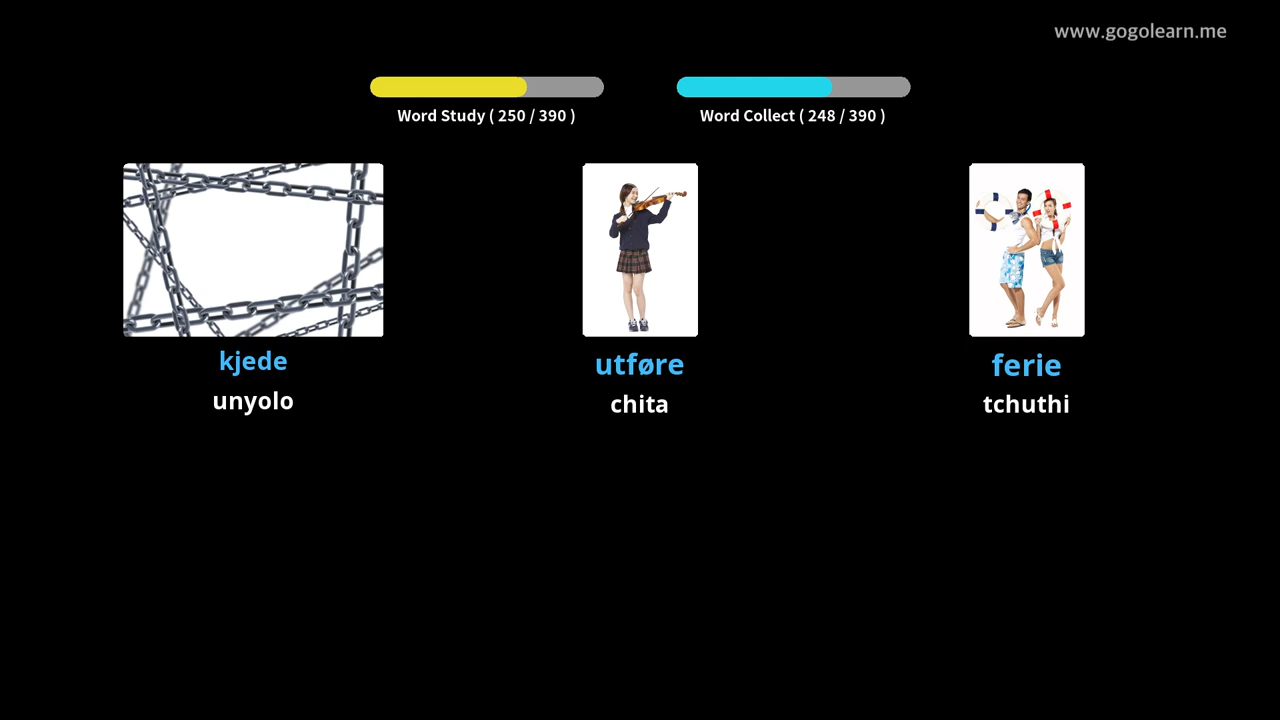 www.gogolearn.me
Word Study ( 250 / 390 )
Word Collect ( 248 / 390 )
kjede
unyolo
utføre
chita
ferie
tchuthi